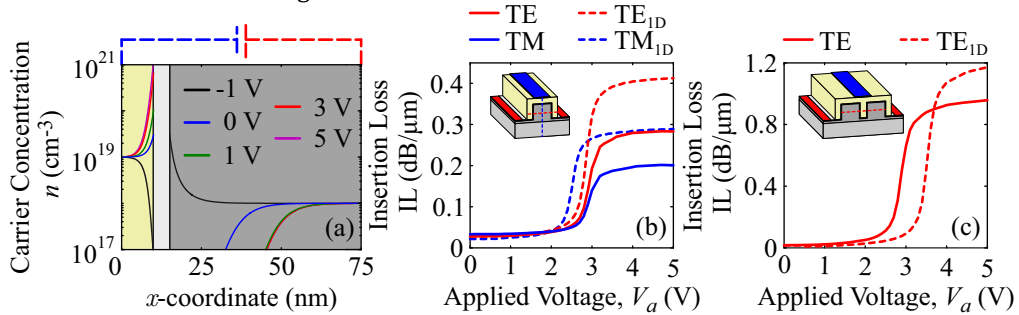 Carrier Concentration
n (cm-3)
10²¹
10¹⁹
10¹⁷
-1 V
0 V
1 V
3 V
5 V
(a)
0 25 50 75
x-coordinate (nm)
TE TE1D
TM TM1D
Insertion Loss
IL (dB/μm)
0.4
0.3
0.2
0.1
0
(b)
0 1 2 3 4 5
Applied Voltage, Va (V)
TE TE1D
Insertion Loss
IL (dB/μm)
1.2
0.8
0.4
0
(c)
0 1 2 3 4 5
Applied Voltage, Va (V)